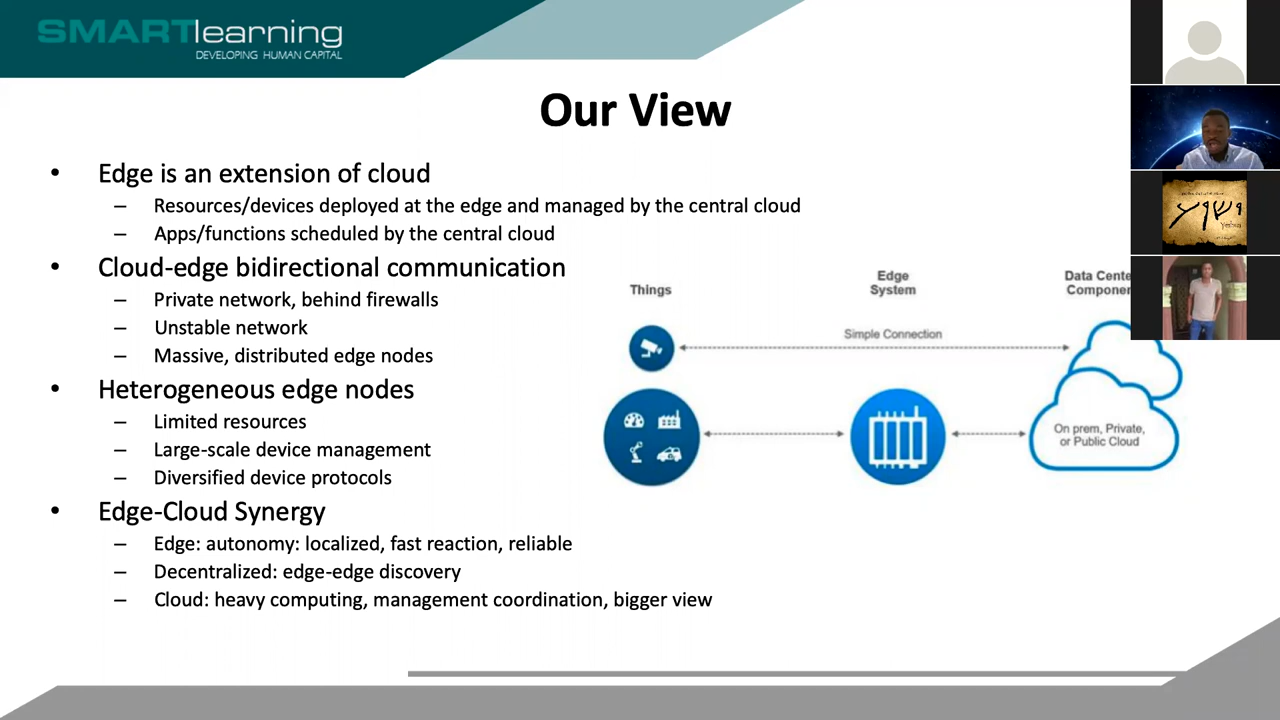 SMARTlearning
DEVELOPING HUMAN CAPITAL
Our View
• Edge is an extension of cloud
– Resources/devices deployed at the edge and managed by the central cloud
– Apps/functions scheduled by the central cloud
• Cloud-edge bidirectional communication
– Private network, behind firewalls
– Unstable network
– Massive, distributed edge nodes
• Heterogeneous edge nodes
– Limited resources
– Large-scale device management
– Diversified device protocols
• Edge-Cloud Synergy
– Edge: autonomy: localized, fast reaction, reliable
– Decentralized: edge-edge discovery
– Cloud: heavy computing, management coordination, bigger view
Things
Edge
System
Data Cente
Compone
Simple Connection
On prem, Private,
or Public Cloud